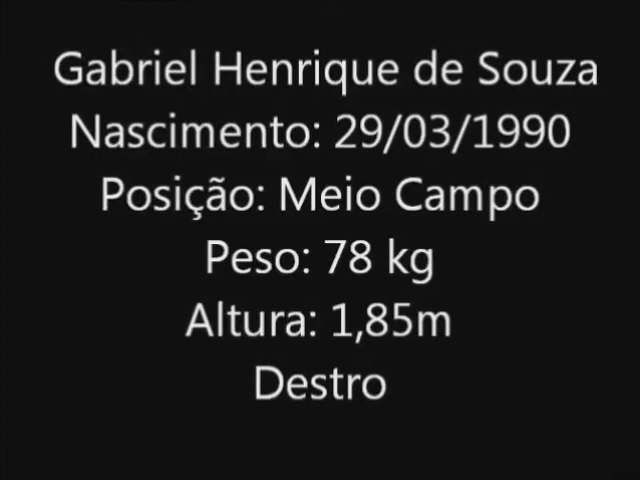 Gabriel Henrique de Souza
Nascimento: 29/03/1990
Posição: Meio Campo
Peso: 78 kg
Altura: 1,85m
Destro